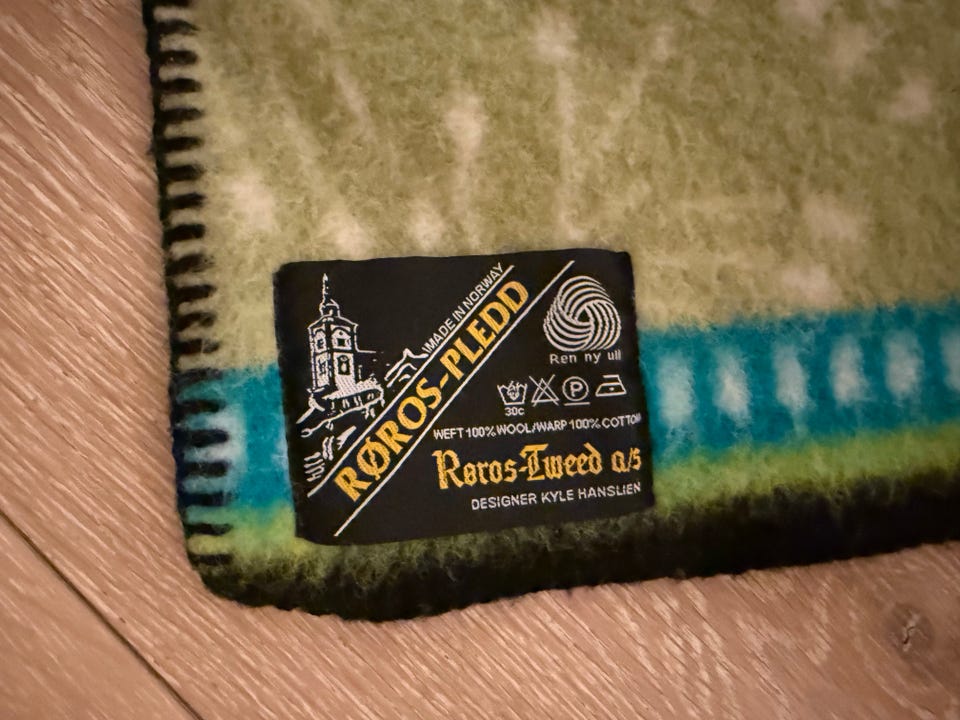 MADE IN NORWAY
RØROS-PLEDD
Ren ny ull
30c
P
WEFT 100% WOOL/WARP 100% COTTON
Røros-Tweed a/s
DESIGNER KYLE HANSLIEN